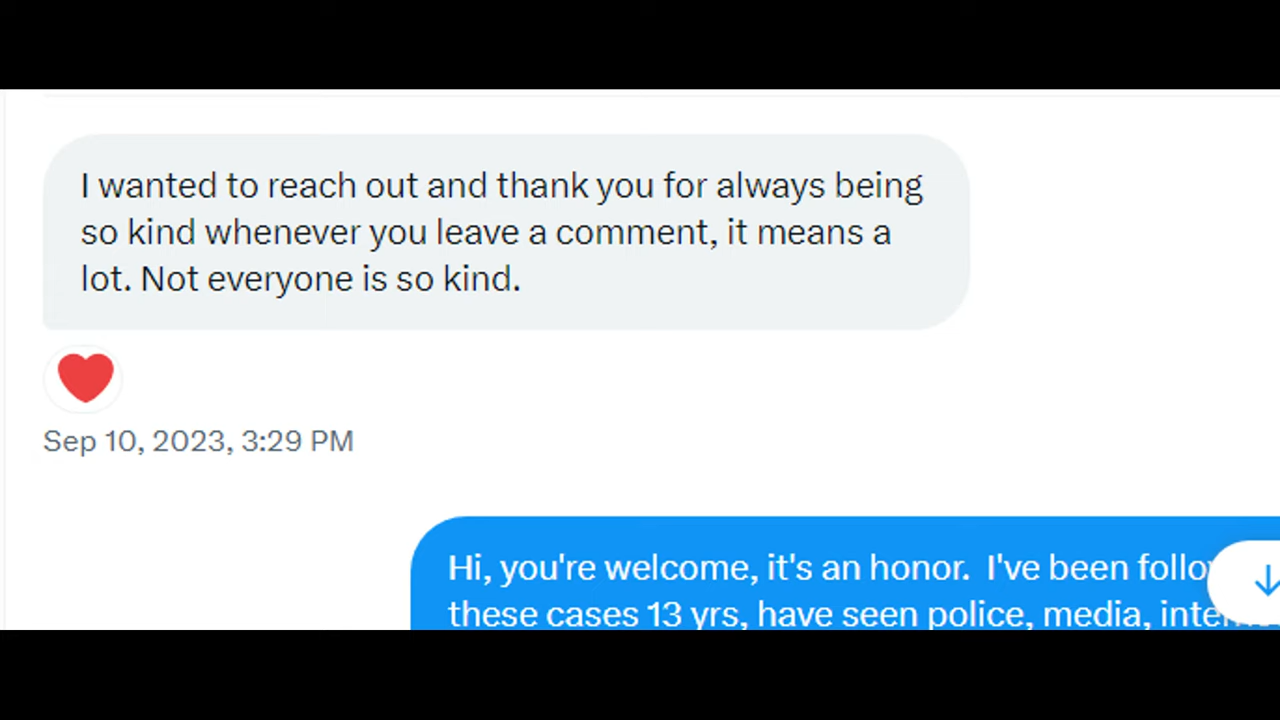 I wanted to reach out and thank you for always being
so kind whenever you leave a comment, it means a
lot. Not everyone is so kind.
Sep 10, 2023, 3:29 PM
Hi, you're welcome, it's an honor.  I've been
these cases 13 yrs, have seen police, media,